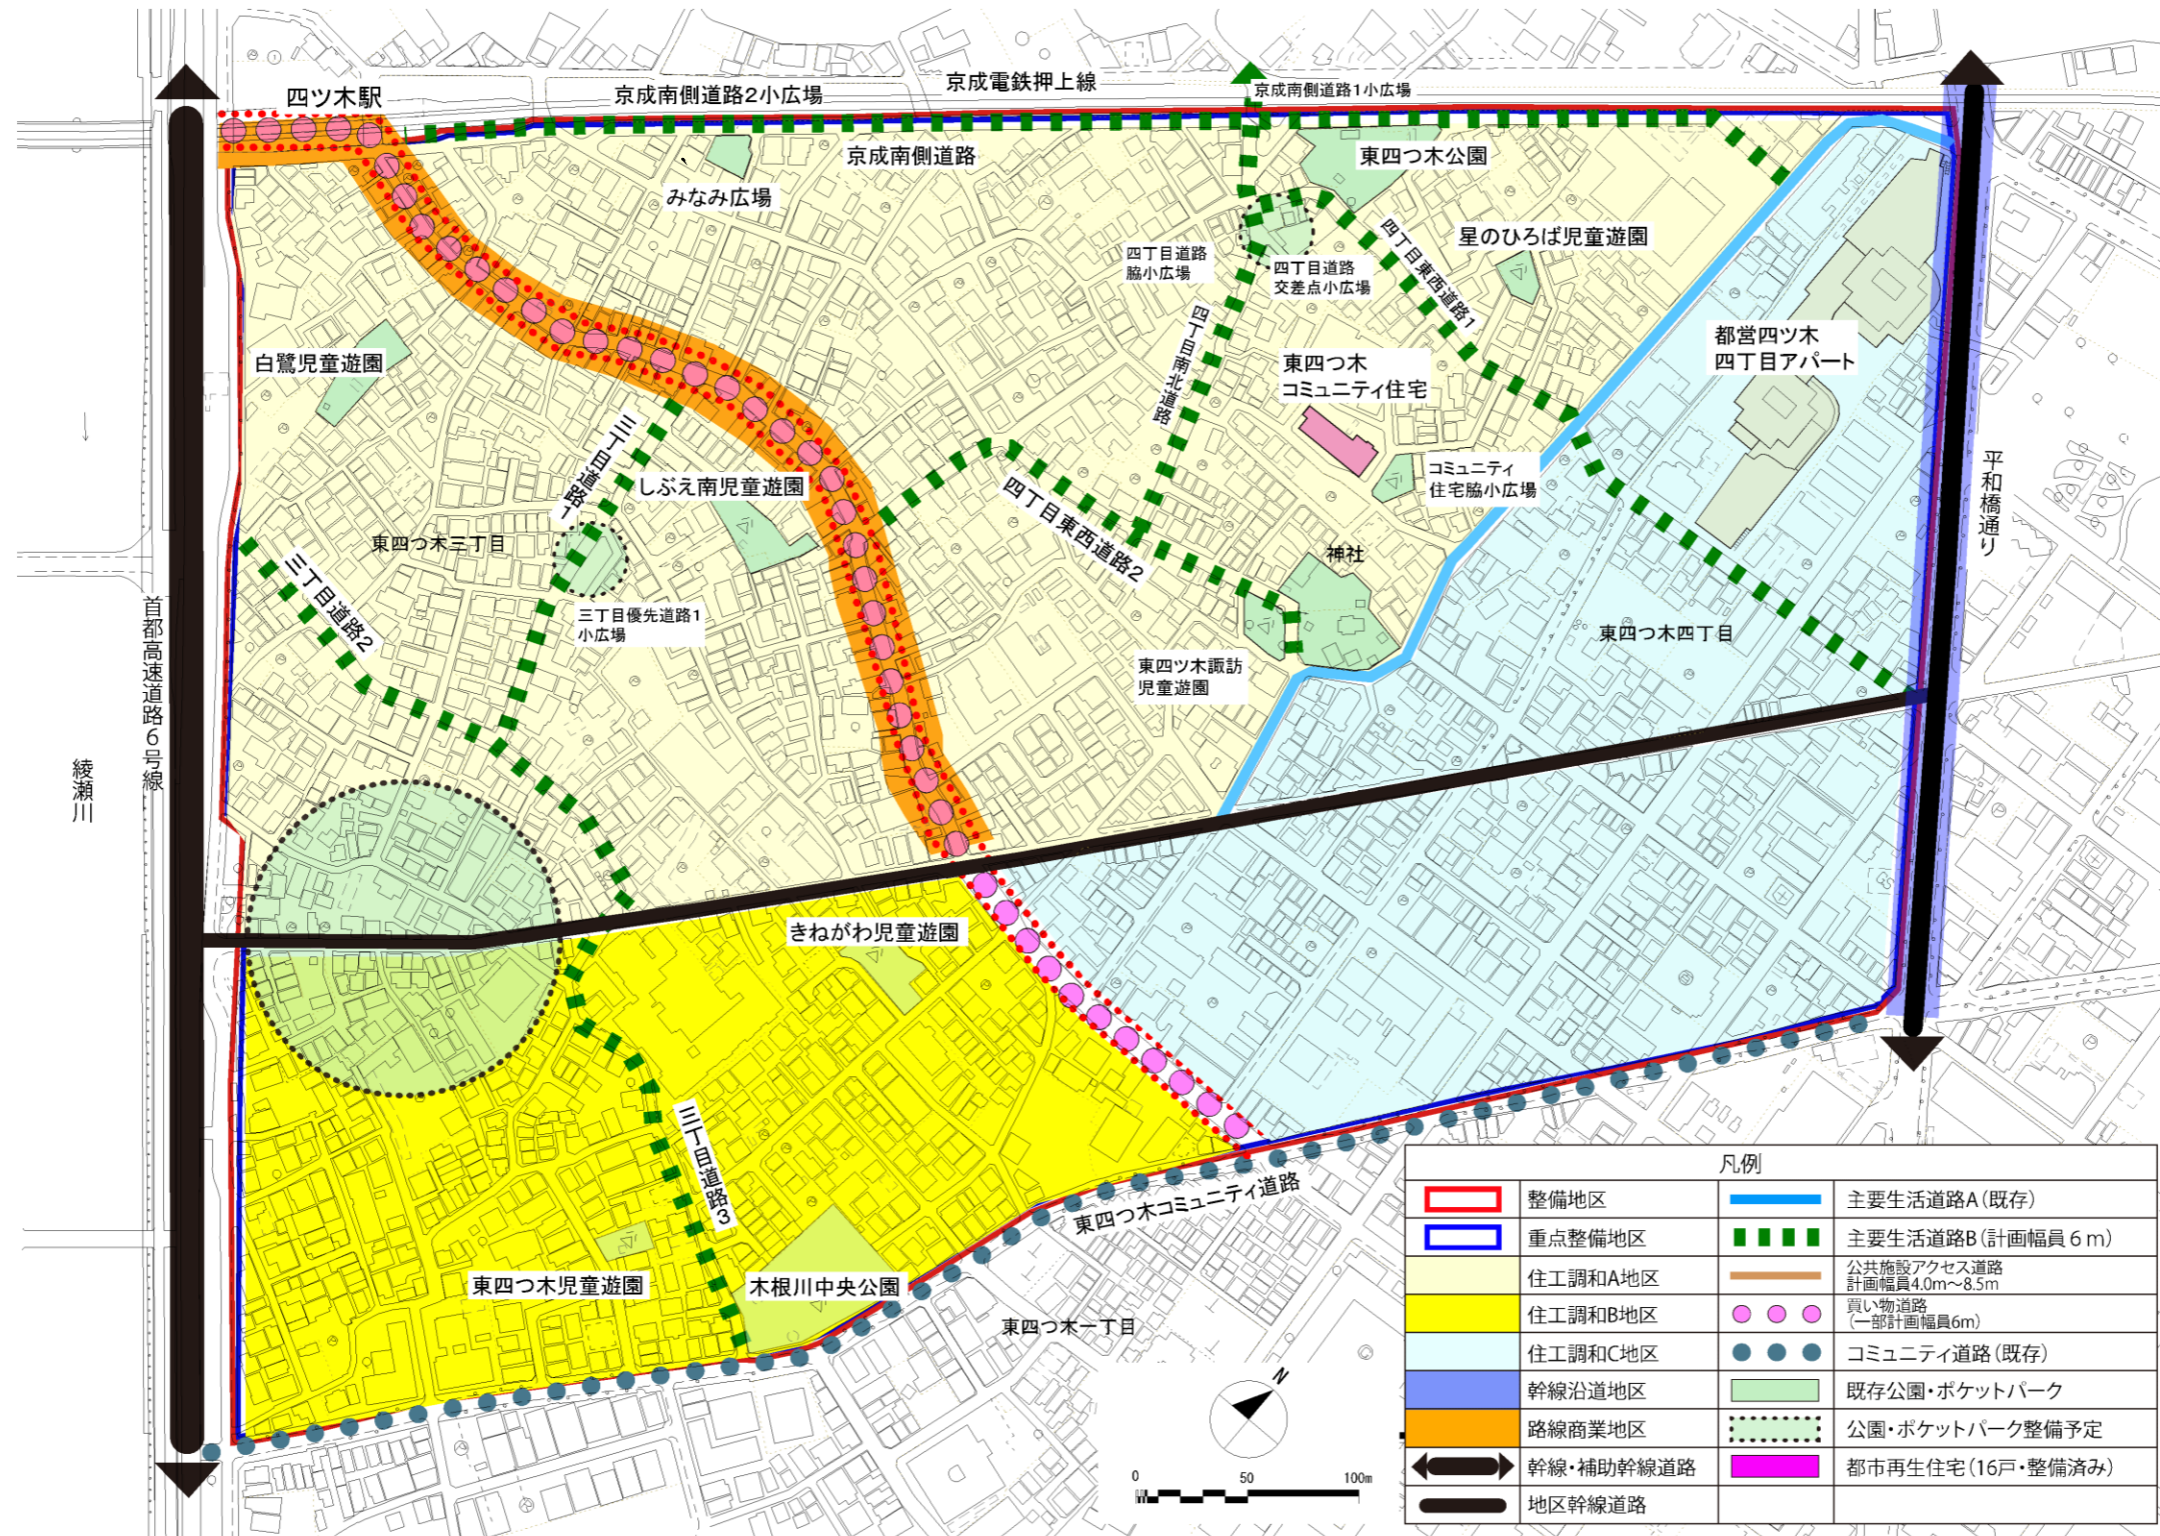 四ツ木駅
京成南側道路2小広場
京成電鉄押上線
京成南側道路1小広場
京成南側道路
みなみ広場
東四つ木公園
星のひろば児童遊園
四丁目道路
脇小広場
四丁目道路
交差点小広場
四丁目東西道路1
四丁目南北道路
都営四ツ木
四丁目アパート
白鷺児童遊園
東四つ木
コミュニティ住宅
三丁目道路1
しぶえ南児童遊園
コミュニティ
住宅脇小広場
四丁目東西道路2
平和橋通り
東四つ木三丁目
三丁目道路2
神社
三丁目優先道路1
小広場
東四つ木四丁目
東四ツ木諏訪
児童遊園
首都高速道路6号線
綾瀬川
きねがわ児童遊園
三丁目道路3
東四つ木コミュニティ道路
東四つ木児童遊園
木根川中央公園
東四つ木一丁目
N
0 50 100m
凡例
整備地区
主要生活道路A(既存)
重点整備地区
主要生活道路B(計画幅員6m)
住工調和A地区
公共施設アクセス道路
計画幅員4.0m~8.5m
住工調和B地区
買い物道路
(一部計画幅員6m)
住工調和C地区
コミュニティ道路(既存)
幹線沿道地区
既存公園・ポケットパーク
路線商業地区
公園・ポケットパーク整備予定
幹線・補助幹線道路
都市再生住宅(16戸・整備済み)
地区幹線道路